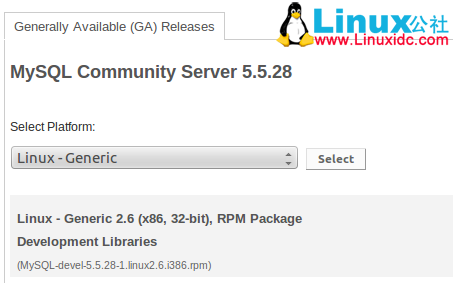 Generally Available (GA) Releases
Linux公社
www.Linuxidc.com
MySQL Community Server 5.5.28
Select Platform:
Linux - Generic
Select
Linux - Generic 2.6 (x86, 32-bit), RPM Package
Development Libraries
(MySQL-devel-5.5.28-1.linux2.6.i386.rpm)